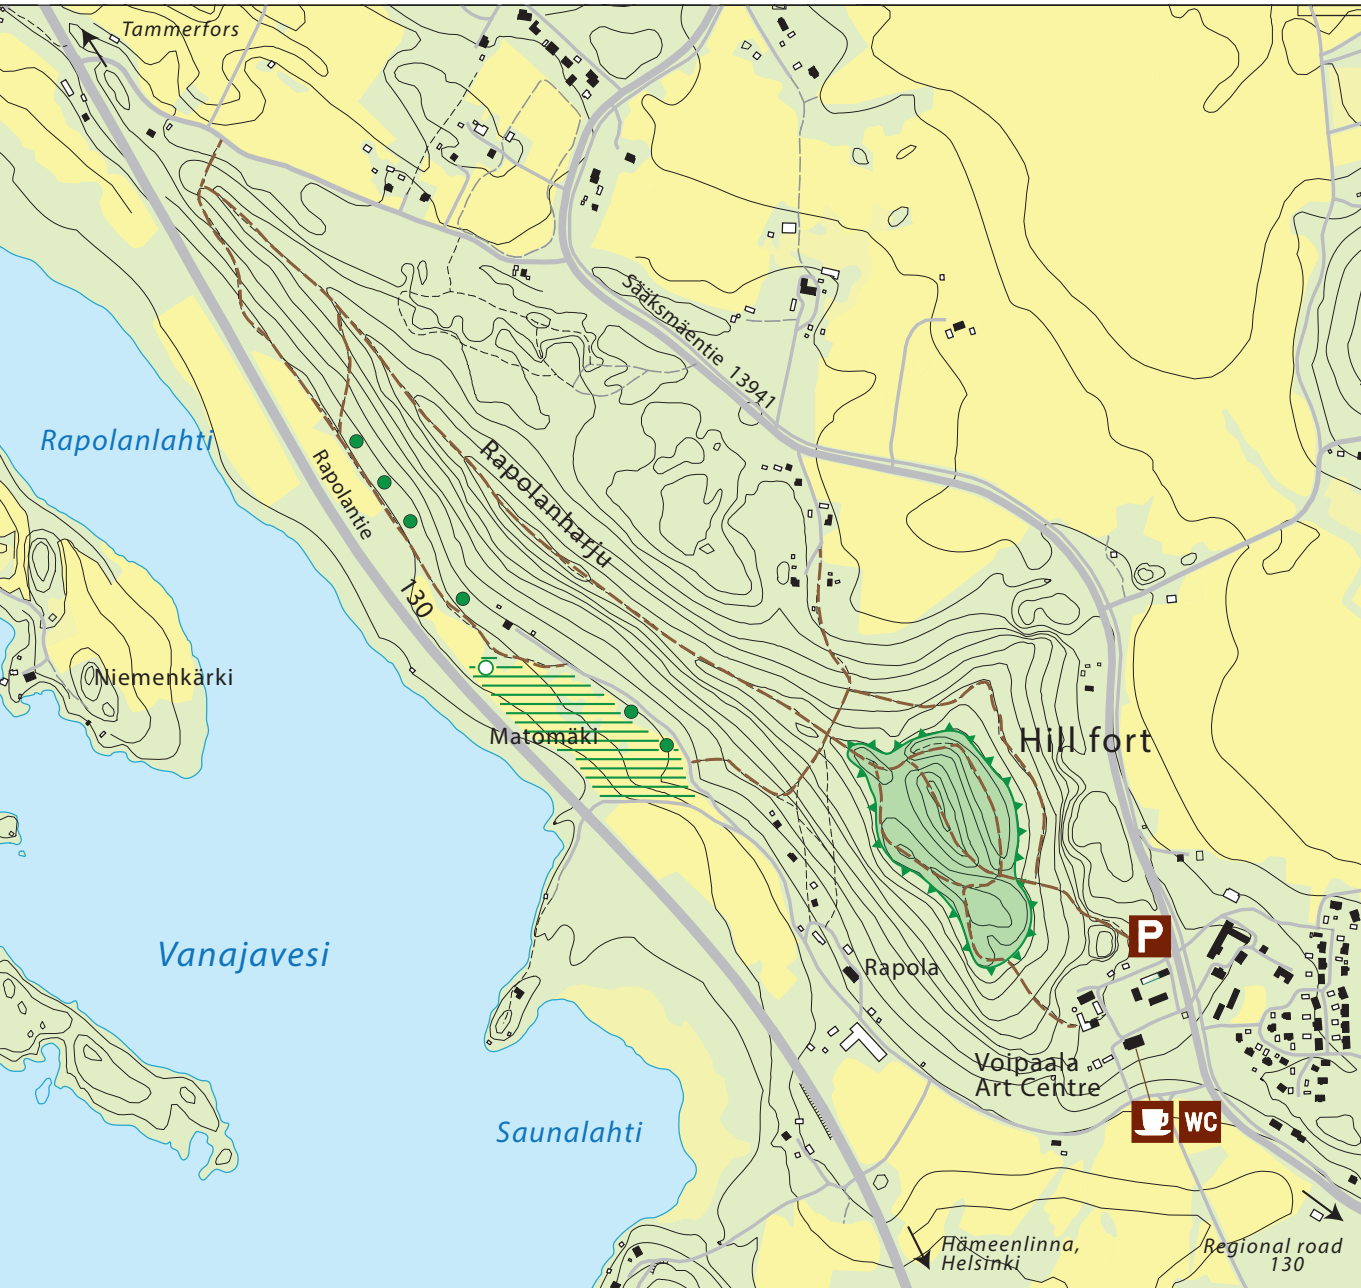 Tammerfors
Sääksmäentie 13941
Rapolanlahti
Rapolanharju
Rapolantie
130
Niemenkärki
Matomäki
Hill fort
P
Vanajavesi
Rapola
Voipaala
Art Centre
WC
Saunalahti
Hämeenlinna,
Helsinki
Regional road
130